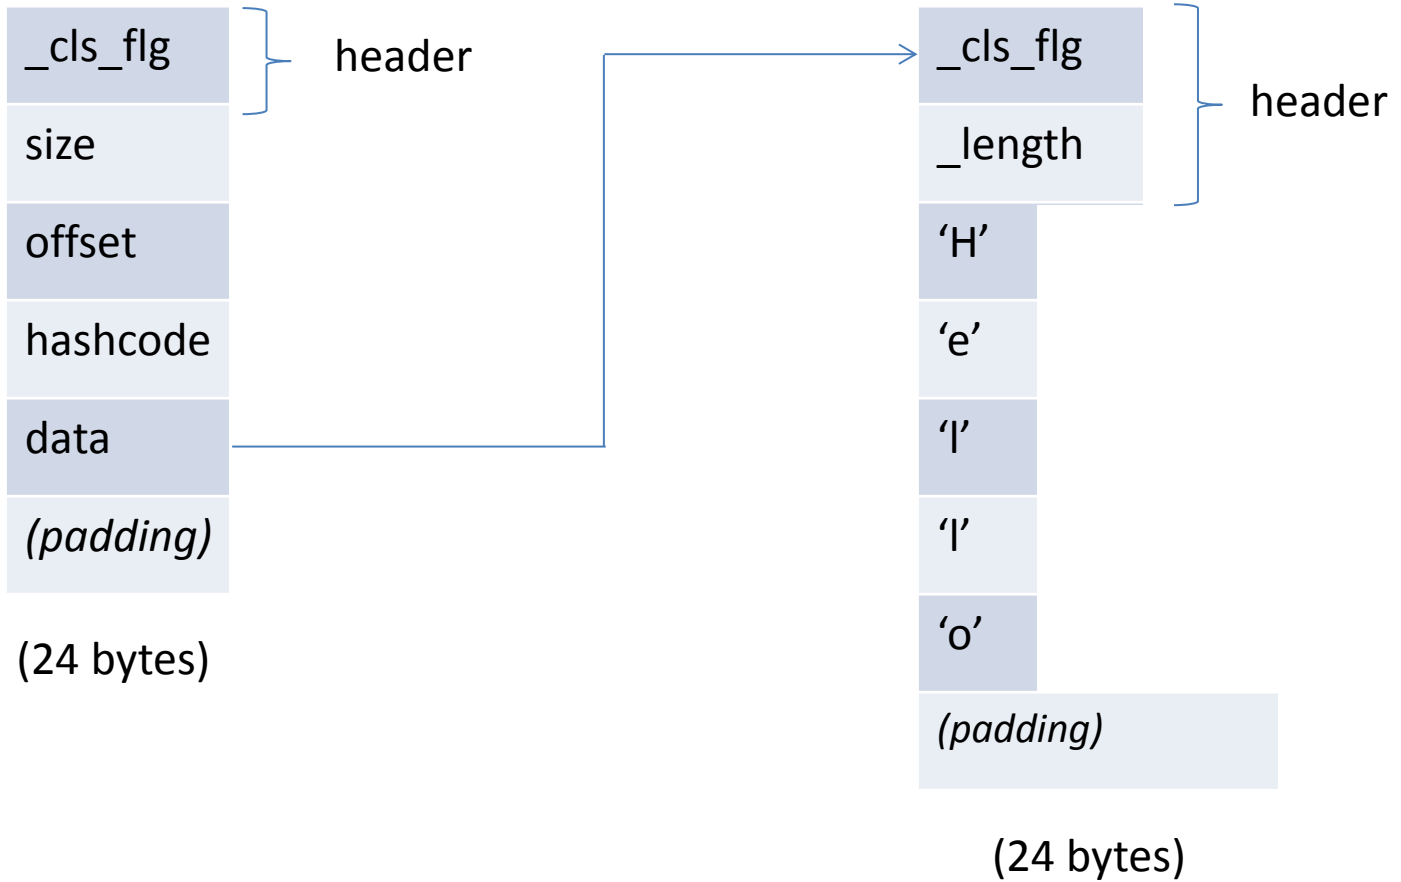 _cls_flg
header
size
offset
hashcode
data
(padding)
(24 bytes)
_cls_flg
header
_length
‘H’
‘e’
‘l’
‘l’
‘o’
(padding)
(24 bytes)